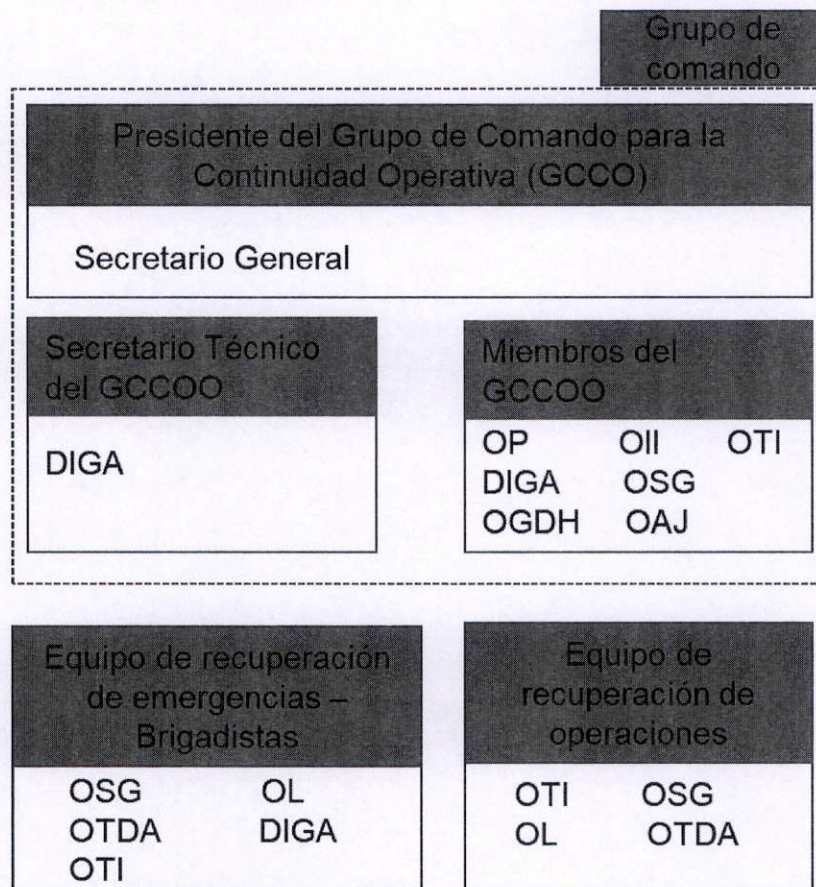 Grupo de
comando
Presidente del Grupo de Comando para la
Continuidad Operativa (GCCO)
Secretario General
Secretario Técnico
del GCCOO
DIGA
Miembros del
GCCOO
OP OII OTI
DIGA OSG
OGDH OAJ
Equipo de recuperación
de emergencias –
Brigadistas
OSG OL
OTDA DIGA
OTI
Equipo de
recuperación de
operaciones
OTI OSG
OL OTDA